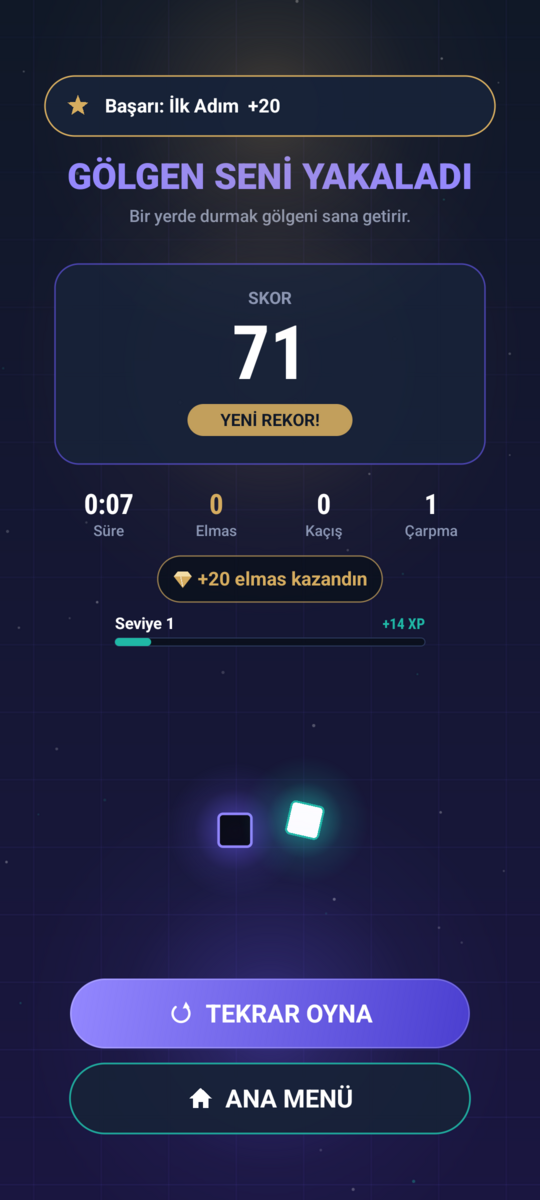 Başarı: İlk Adım +20
GÖLGEN SENİ YAKALADI
Bir yerde durmak gölgeni sana getirir.
SKOR
71
YENİ REKOR!
0:07 0 0 1
Süre Elmas Kaçış Çarpma
+20 elmas kazandın
Seviye 1 +14 XP
TEKRAR OYNA
ANA MENÜ